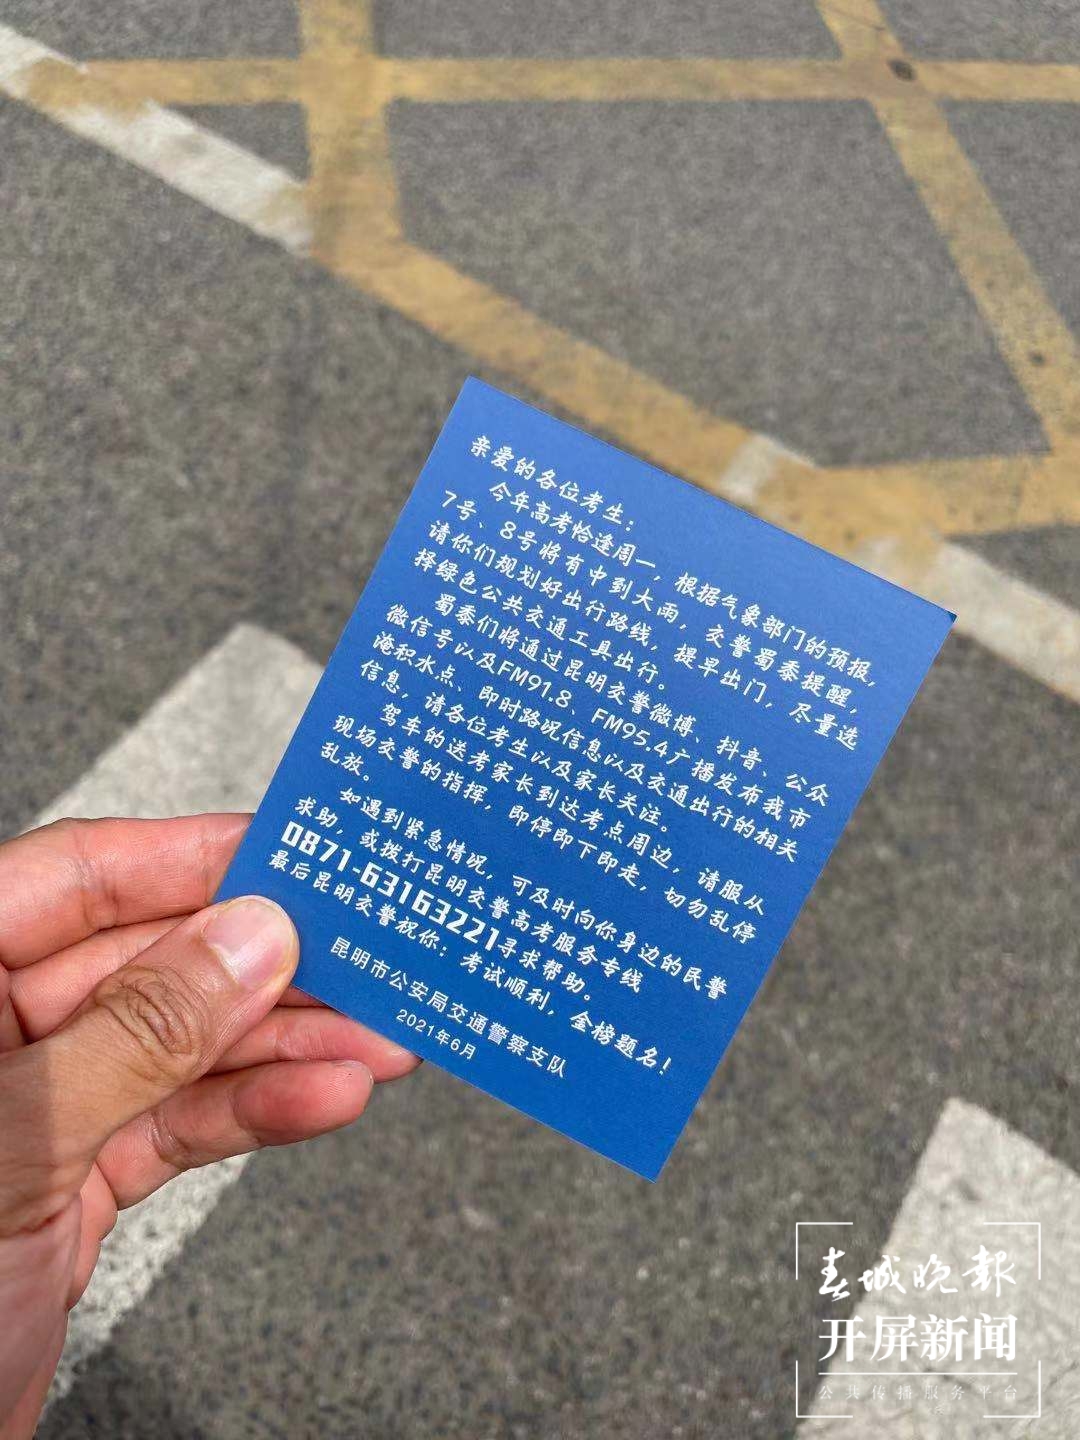 亲爱的各位考生：
今年高考恰逢周一，根据气象部门的预报，
7号、8号将有中到大雨，交警蜀黍提醒，
请你们规划好出行路线，提早出门，尽量选
择绿色公共交通工具出行。
蜀黍们将通过昆明交警微博、抖音、公众
微信号以及FM91.8、FM95.4广播发布我市
淹积水点、即时路况信息以及交通出行的相关
信息，请各位考生以及家长关注。
驾车的送考家长到达考点周边，请服从
现场交警的指挥，即停即下即走，切勿乱停
乱放。
如遇到紧急情况，可及时向你身边的民警
求助，或拨打昆明交警高考服务专线
0871-63163221寻求帮助。
最后昆明交警祝你：考试顺利，金榜题名！
昆明市公安局交通警察支队
2021年6月
春城晚报
开屏新闻
公共传播服务平台